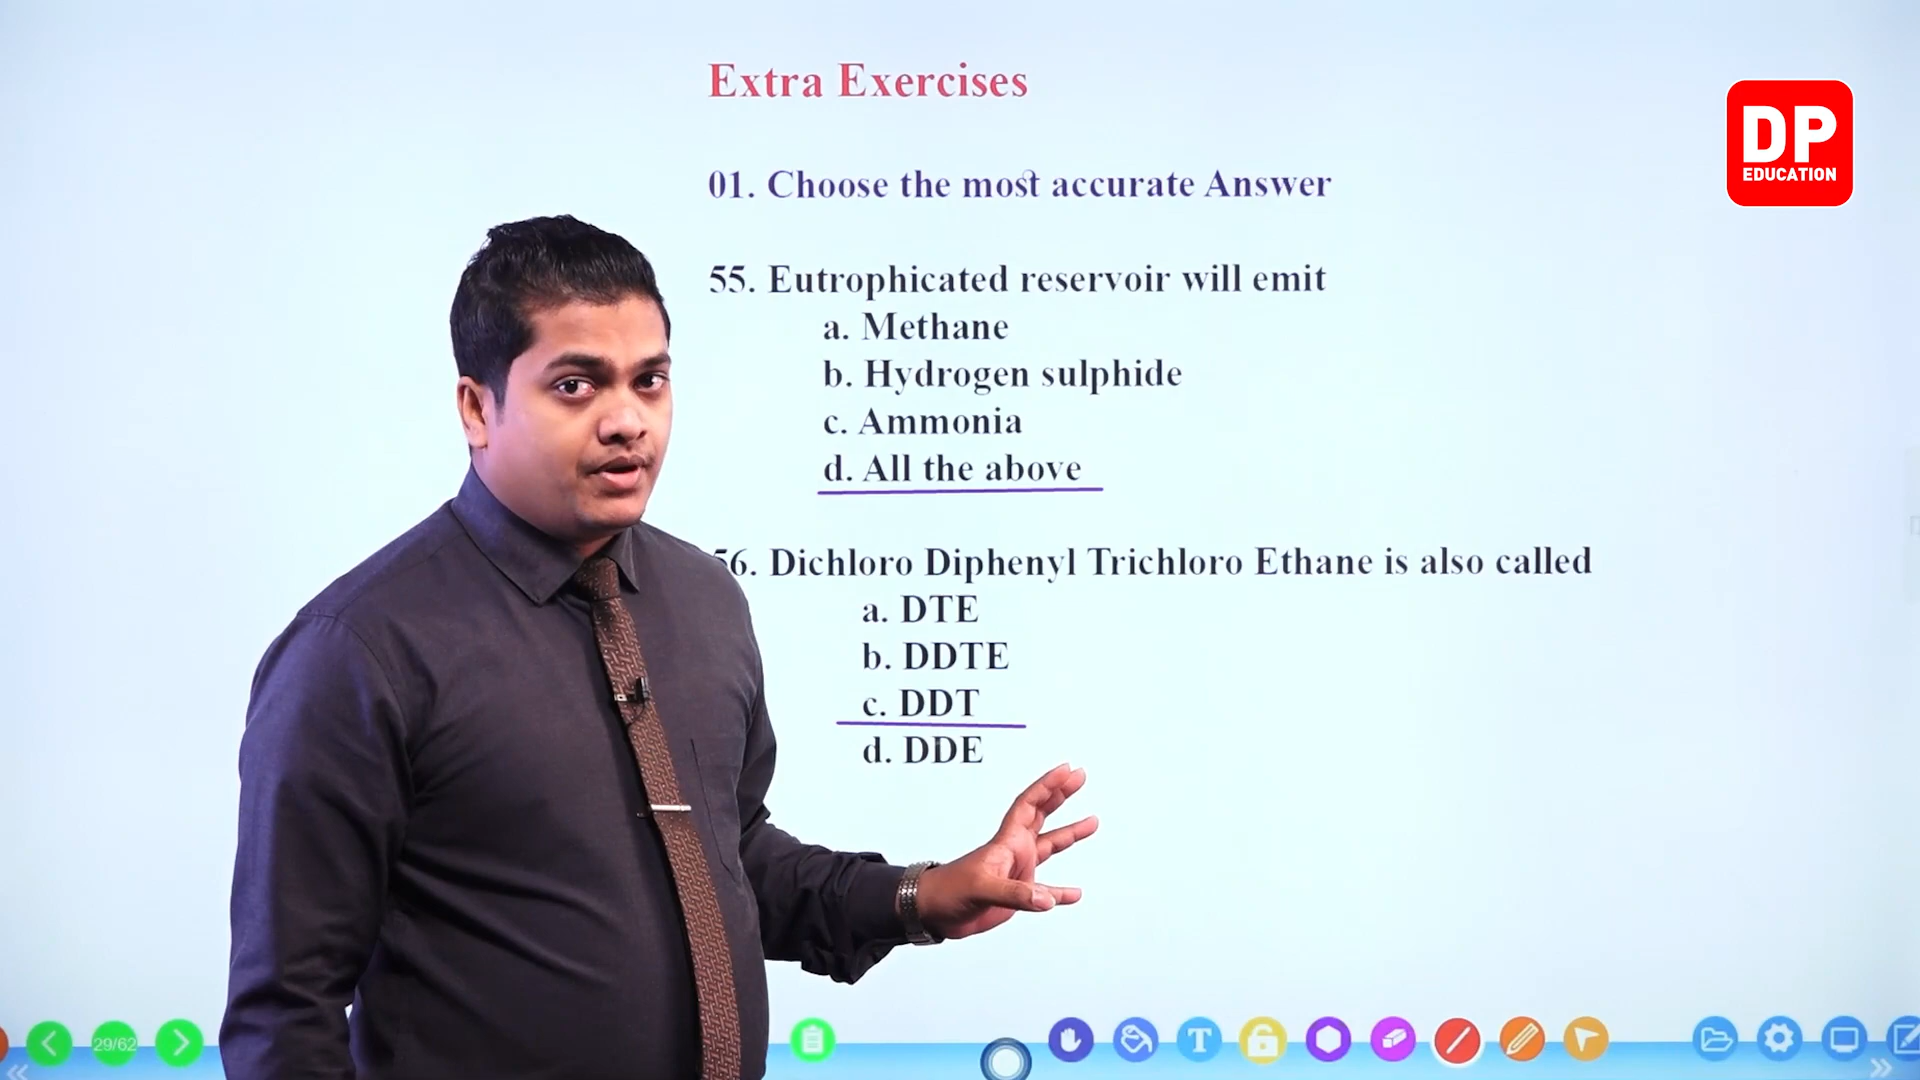 Extra Exercises
DP
EDUCATION
01. Choose the most accurate Answer
55. Eutrophicated reservoir will emit
a. Methane
b. Hydrogen sulphide
c. Ammonia
d. All the above
56. Dichloro Diphenyl Trichloro Ethane is also called
a. DTE
b. DDTE
c. DDT
d. DDE
29/62
T